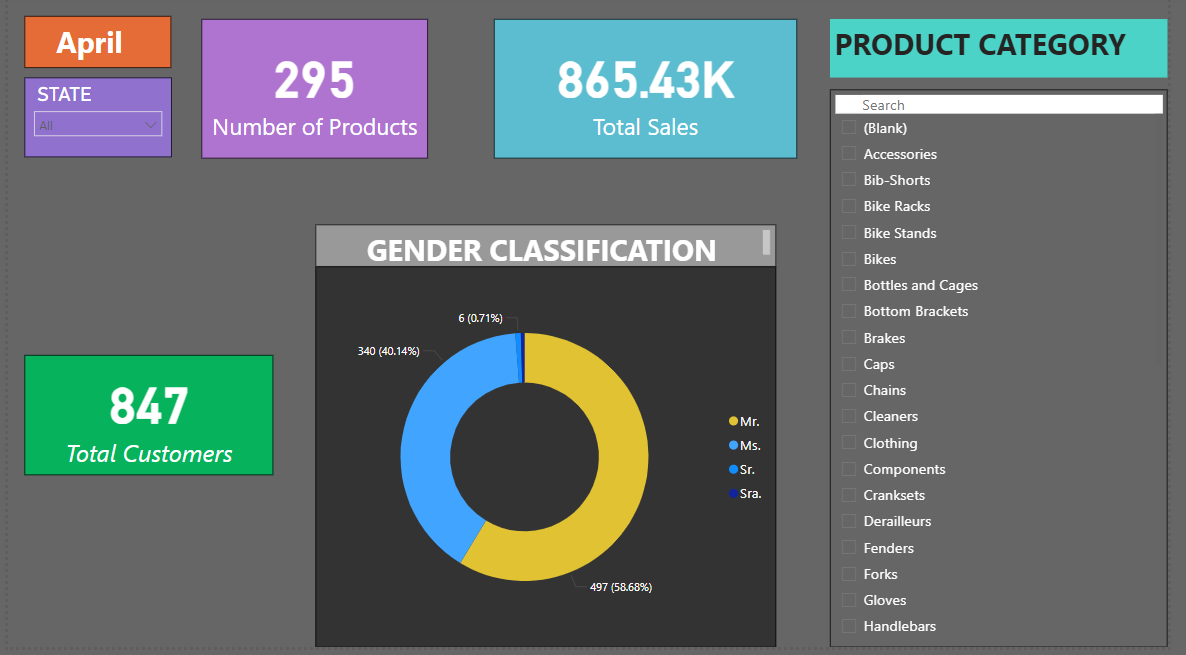 April
STATE
All
295
Number of Products
865.43K
Total Sales
847
Total Customers
GENDER CLASSIFICATION
6 (0.71%)
340 (40.14%)
497 (58.68%)
Mr.
Ms.
Sr.
Sra.
PRODUCT CATEGORY
Search
(Blank)
Accessories
Bib-Shorts
Bike Racks
Bike Stands
Bikes
Bottles and Cages
Bottom Brackets
Brakes
Caps
Chains
Cleaners
Clothing
Components
Cranksets
Derailleurs
Fenders
Forks
Gloves
Handlebars